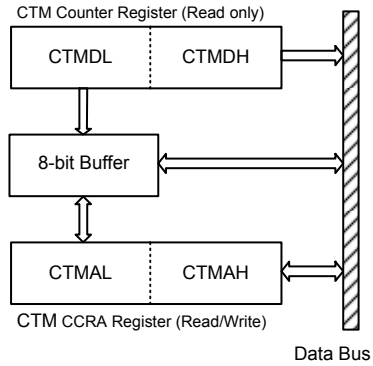 CTM Counter Register (Read only)
CTMDL CTMDH
8-bit Buffer
CTMAL CTMAH
CTM CCRA Register (Read/Write)
Data Bus